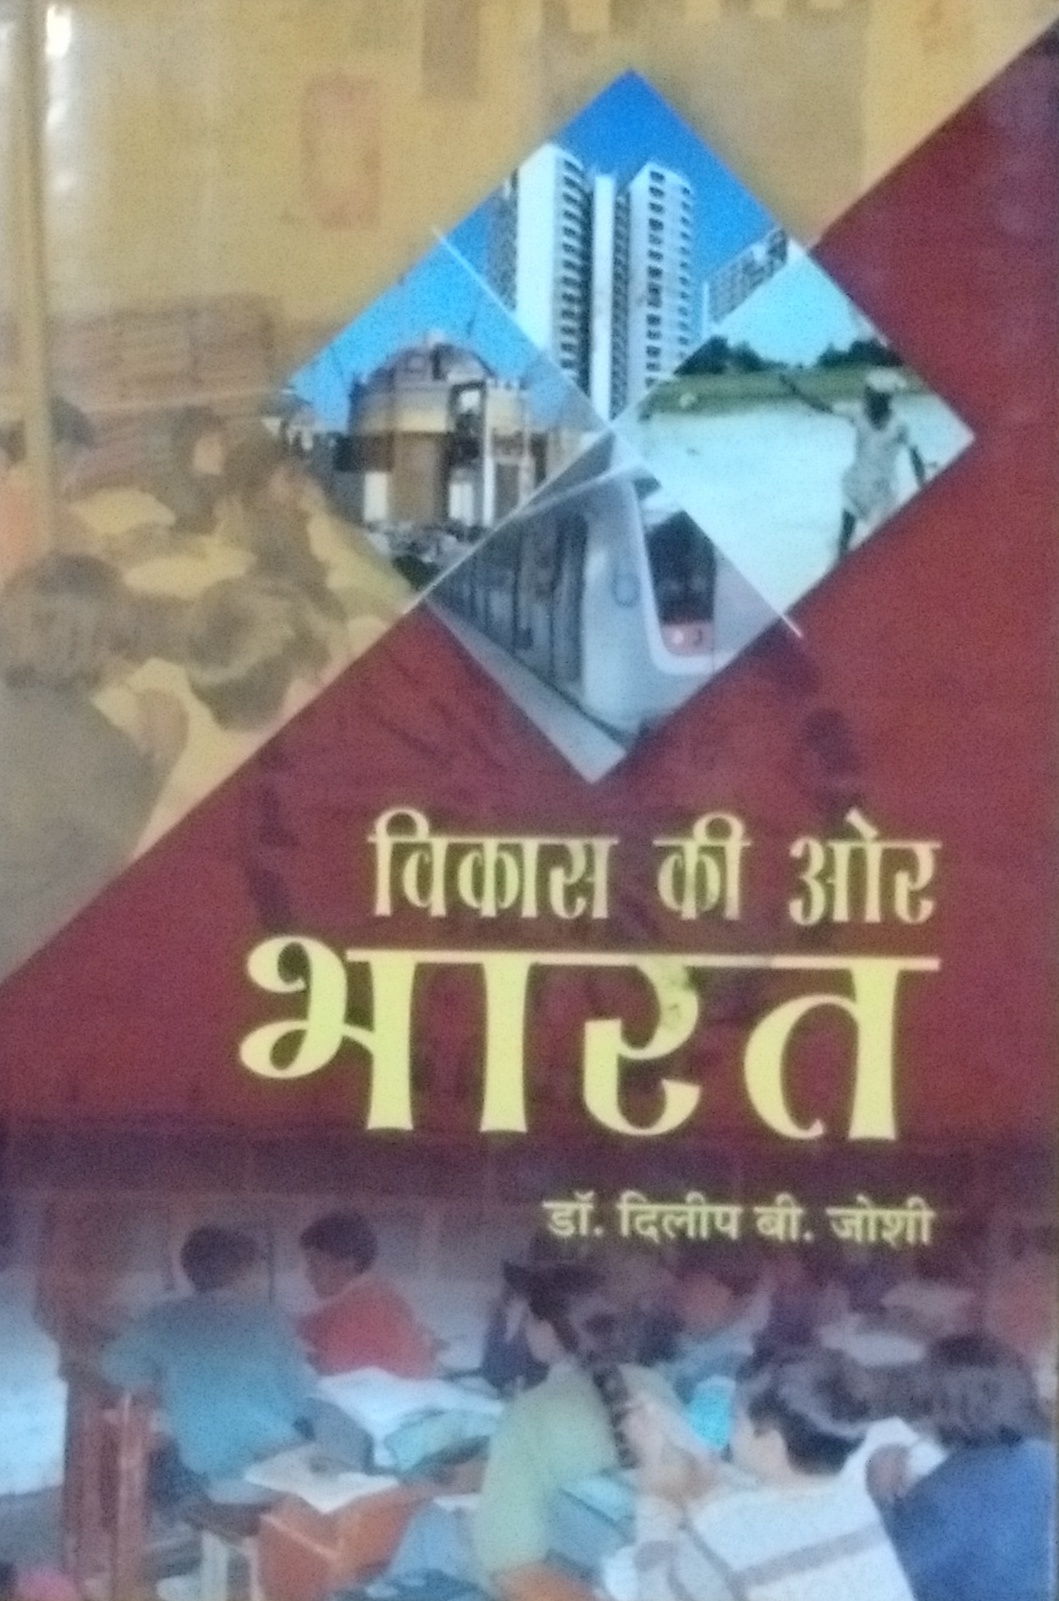 विकास की ओर
भारत
डॉ. दिलीप बी. जोशी